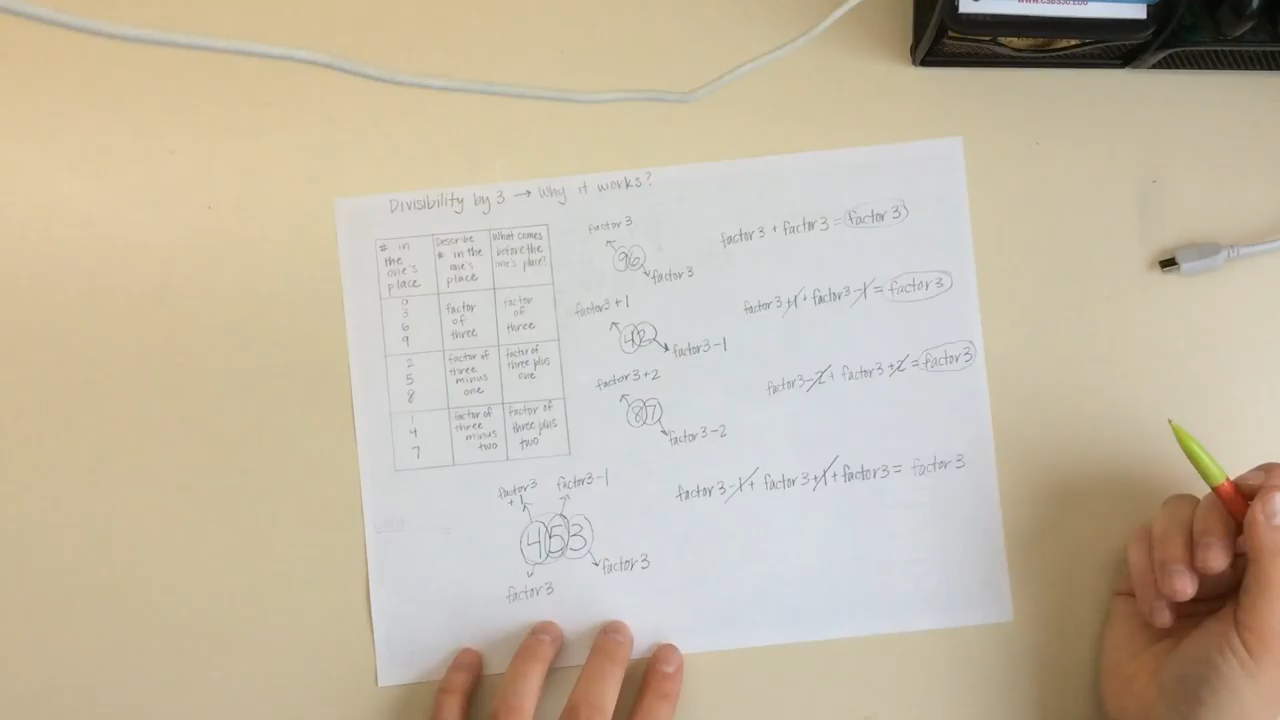 WWW.CSBSJU.EDU
Divisibility by 3 → Why it works?
# in
the
one's
place
Describe
# in the
one's
place
What comes
before the
one's place?
0
3
6
9
factor
of
three
factor
of
three
2
5
8
factor of
three
minus
one
factor of
three plus
one
1
4
7
factor of
three
minus
two
factor of
three plus
two
factor 3
96
factor 3
factor 3 + 1
42
factor 3 - 1
factor 3 + 2
87
factor 3 - 2
factor 3
+ 1
factor 3 - 1
453
factor 3
factor 3
factor 3 + factor 3 = factor 3
factor 3 + 1 + factor 3 - 1 = factor 3
factor 3 - 2 + factor 3 + 2 = factor 3
factor 3 - 1 + factor 3 + 1 + factor 3 = factor 3